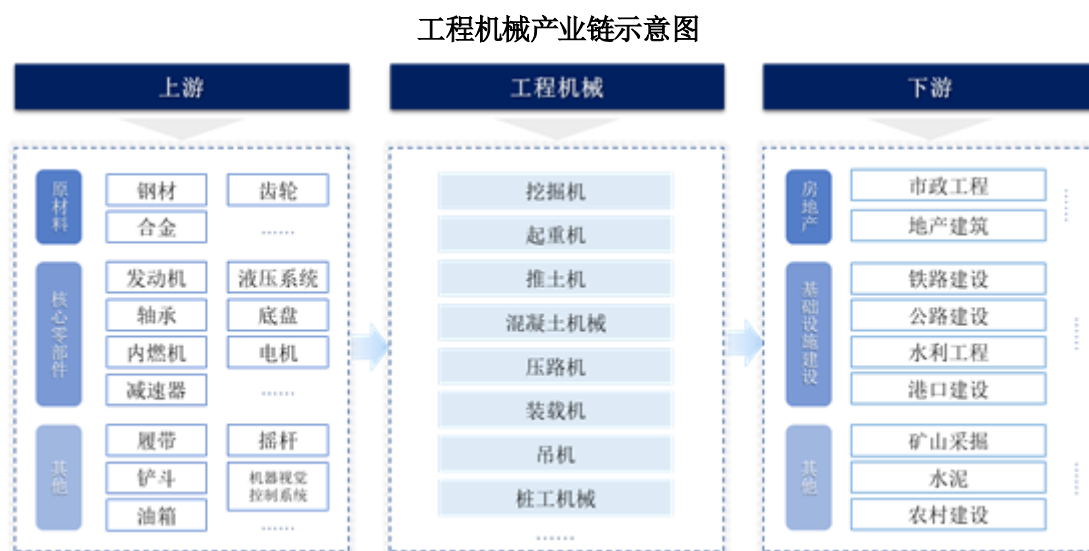 工程机械产业链示意图
上游
原材料
钢材
齿轮
合金
……
核心零部件
发动机
液压系统
轴承
底盘
内燃机
电机
减速器
……
其他
履带
摇杆
铲斗
机器视觉
控制系统
油箱
……
工程机械
挖掘机
起重机
推土机
混凝土机械
压路机
装载机
吊机
桩工机械
……
下游
房地产
市政工程
地产建筑
……
基础设施建设
铁路建设
公路建设
水利工程
港口建设
……
其他
矿山采掘
水泥
农村建设
……